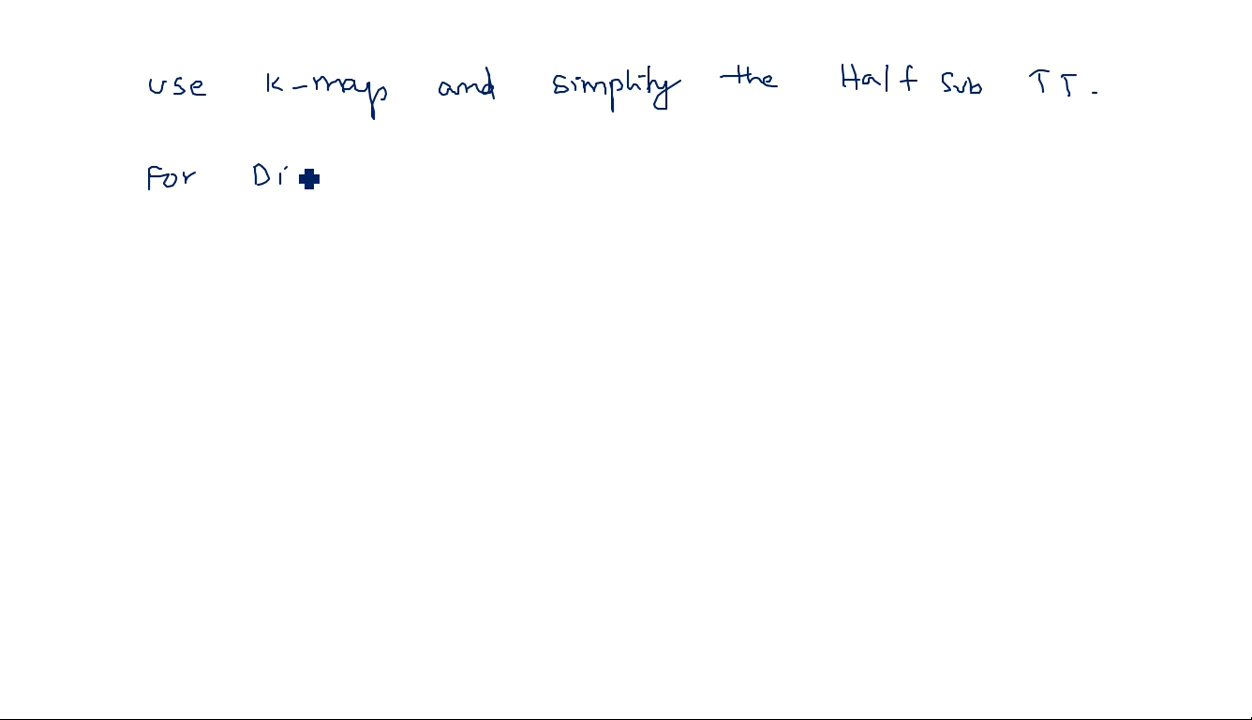 use k-map and simplify the Half Sub TT.
For Di